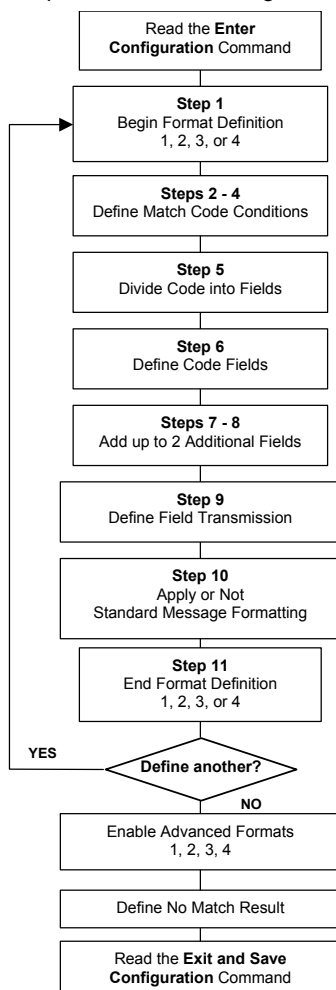 Read the Enter
Configuration Command
Step 1
Begin Format Definition
1, 2, 3, or 4
Steps 2 - 4
Define Match Code Conditions
Step 5
Divide Code into Fields
Step 6
Define Code Fields
Steps 7 - 8
Add up to 2 Additional Fields
Step 9
Define Field Transmission
Step 10
Apply or Not
Standard Message Formatting
Step 11
End Format Definition
1, 2, 3, or 4
YES
Define another?
NO
Enable Advanced Formats
1, 2, 3, 4
Define No Match Result
Read the Exit and Save
Configuration Command